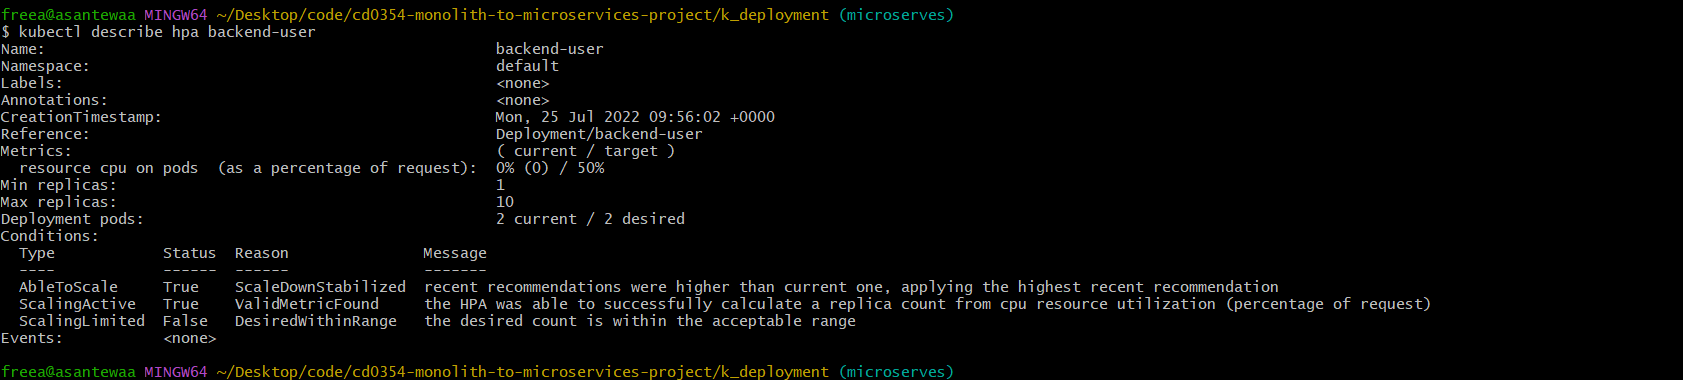 freea@asantewaa MINGW64 ~/Desktop/code/cd0354-monolith-to-microservices-project/k_deployment (microserves)
$ kubectl describe hpa backend-user
Name:                                                  backend-user
Namespace:                                             default
Labels:                                                <none>
Annotations:                                           <none>
CreationTimestamp:                                     Mon, 25 Jul 2022 09:56:02 +0000
Reference:                                             Deployment/backend-user
Metrics:                                               ( current / target )
  resource cpu on pods  (as a percentage of request):  0% (0) / 50%
Min replicas:                                          1
Max replicas:                                          10
Deployment pods:                                       2 current / 2 desired
Conditions:
  Type            Status  Reason               Message
  ----            ------  ------               -------
  AbleToScale     True    ScaleDownStabilized  recent recommendations were higher than current one, applying the highest recent recommendation
  ScalingActive   True    ValidMetricFound     the HPA was able to successfully calculate a replica count from cpu resource utilization (percentage of request)
  ScalingLimited  False   DesiredWithinRange   the desired count is within the acceptable range
Events:           <none>
freea@asantewaa MINGW64 ~/Desktop/code/cd0354-monolith-to-microservices-project/k_deployment (microserves)